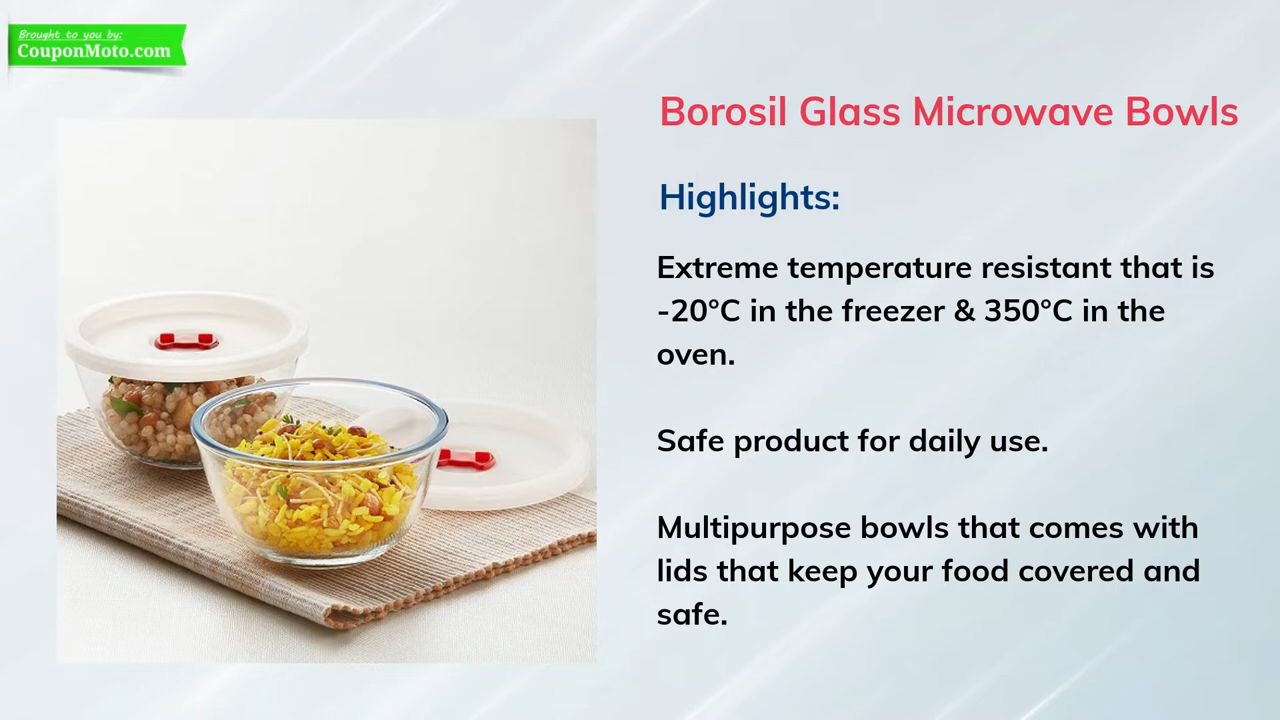 Brought to you by:
CouponMoto.com
Borosil Glass Microwave Bowls
Highlights:
Extreme temperature resistant that is
-20°C in the freezer & 350°C in the
oven.
Safe product for daily use.
Multipurpose bowls that comes with
lids that keep your food covered and
safe.